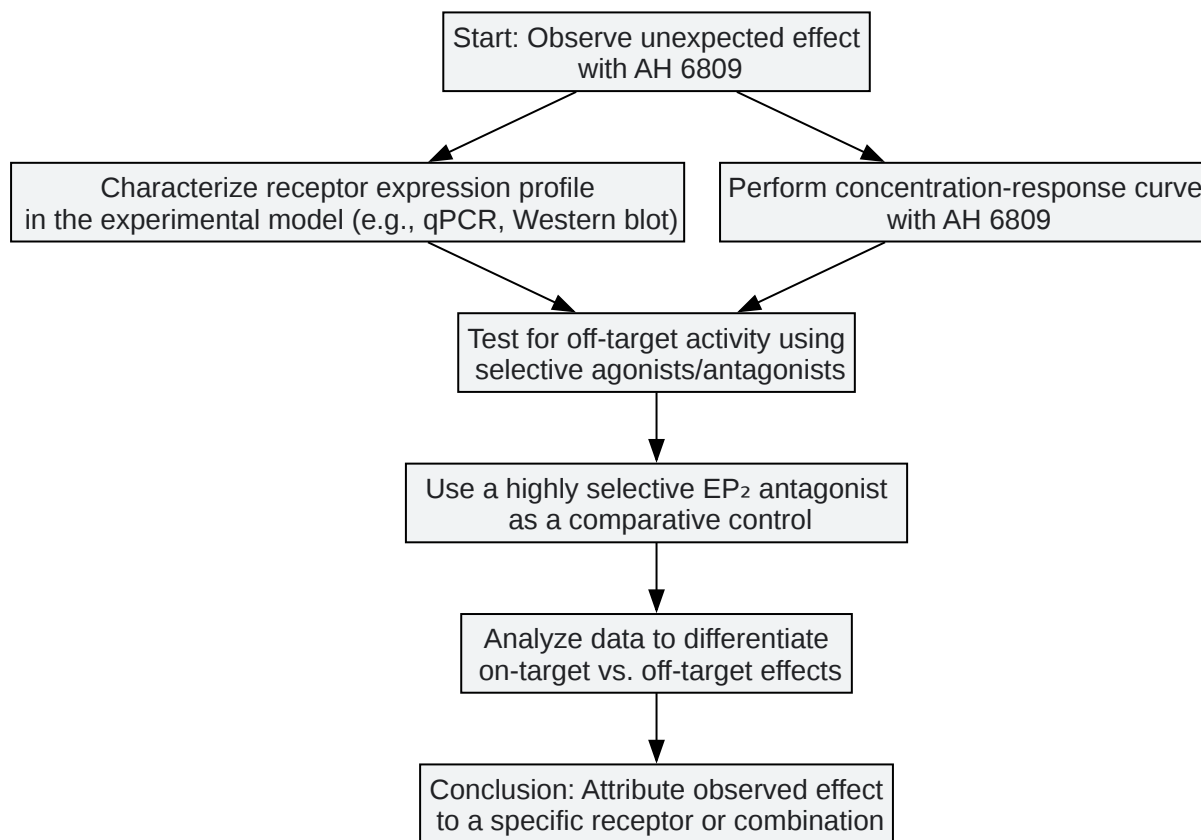 Start: Observe unexpected effect
with AH 6809
Characterize receptor expression profile
in the experimental model (e.g., qPCR, Western blot)
Perform concentration-response curve
with AH 6809
Test for off-target activity using
selective agonists/antagonists
Use a highly selective EP₂ antagonist
as a comparative control
Analyze data to differentiate
on-target vs. off-target effects
Conclusion: Attribute observed effect
to a specific receptor or combination